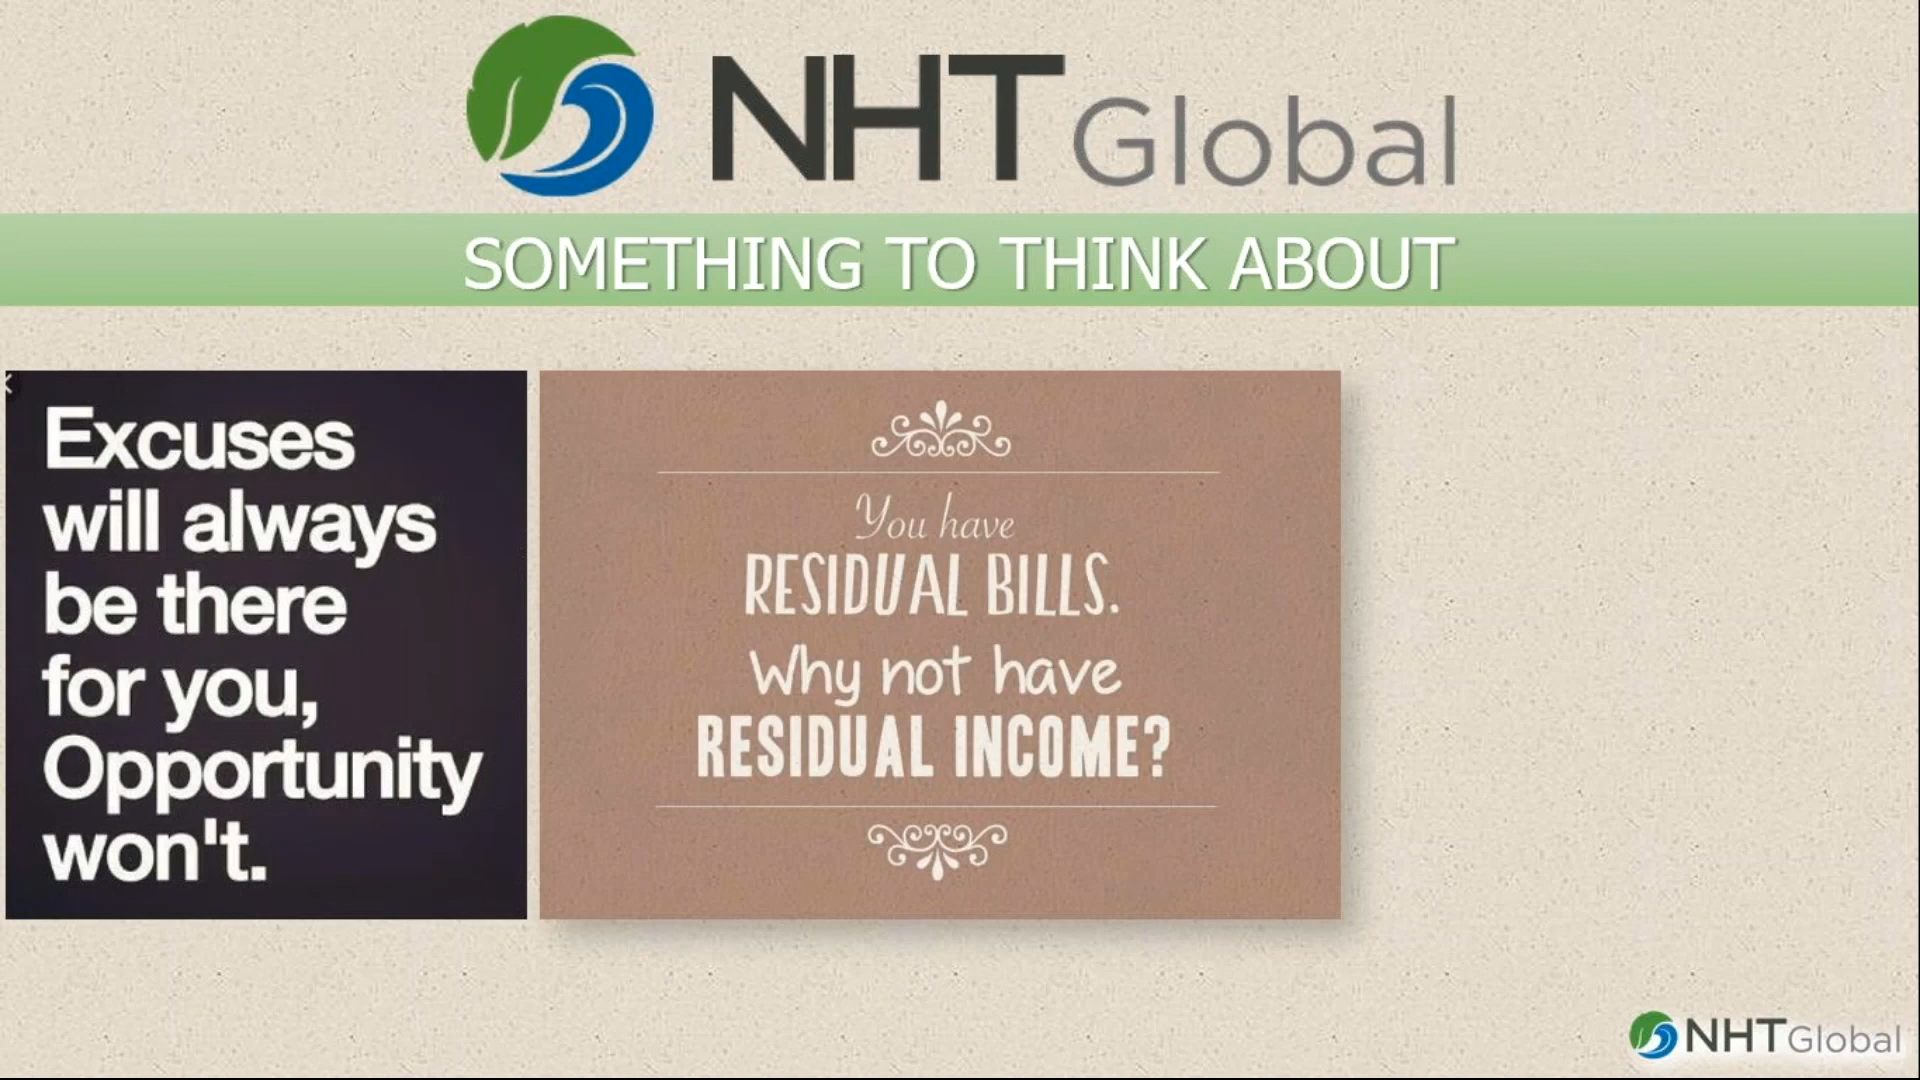 NHT Global
SOMETHING TO THINK ABOUT
Excuses
will always
be there
for you,
Opportunity
won't.
You have
RESIDUAL BILLS.
Why not have
RESIDUAL INCOME?
NHT Global